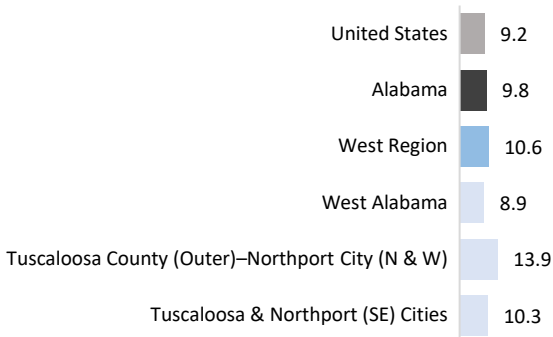 United States 9.2
Alabama 9.8
West Region 10.6
West Alabama 8.9
Tuscaloosa County (Outer)–Northport City (N & W) 13.9
Tuscaloosa & Northport (SE) Cities 10.3